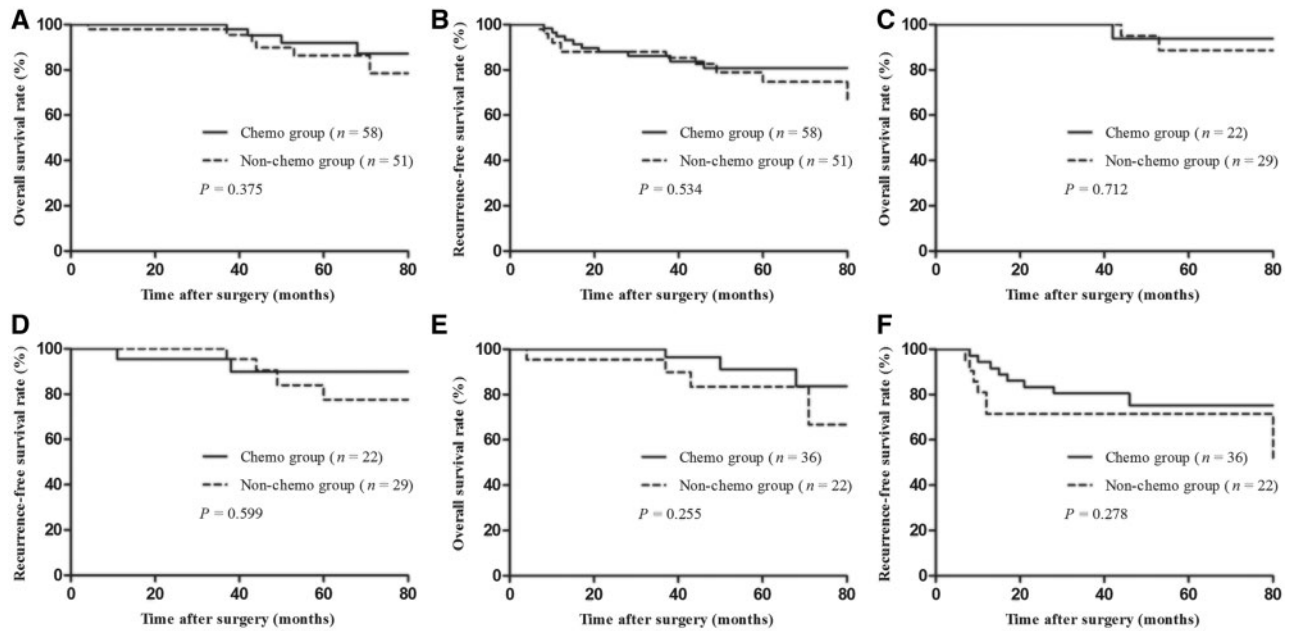 A
Overall survival rate (%)
100
80
60
40
20
0
Chemo group (n = 58)
Non-chemo group (n = 51)
P = 0.375
0 20 40 60 80
Time after surgery (months)
B
Recurrence-free survival rate (%)
100
80
60
40
20
0
Chemo group (n = 58)
Non-chemo group (n = 51)
P = 0.534
0 20 40 60 80
Time after surgery (months)
C
Overall survival rate (%)
100
80
60
40
20
0
Chemo group (n = 22)
Non-chemo group (n = 29)
P = 0.712
0 20 40 60 80
Time after surgery (months)
D
Recurrence-free survival rate (%)
100
80
60
40
20
0
Chemo group (n = 22)
Non-chemo group (n = 29)
P = 0.599
0 20 40 60 80
Time after surgery (months)
E
Overall survival rate (%)
100
80
60
40
20
0
Chemo group (n = 36)
Non-chemo group (n = 22)
P = 0.255
0 20 40 60 80
Time after surgery (months)
F
Recurrence-free survival rate (%)
100
80
60
40
20
0
Chemo group (n = 36)
Non-chemo group (n = 22)
P = 0.278
0 20 40 60 80
Time after surgery (months)